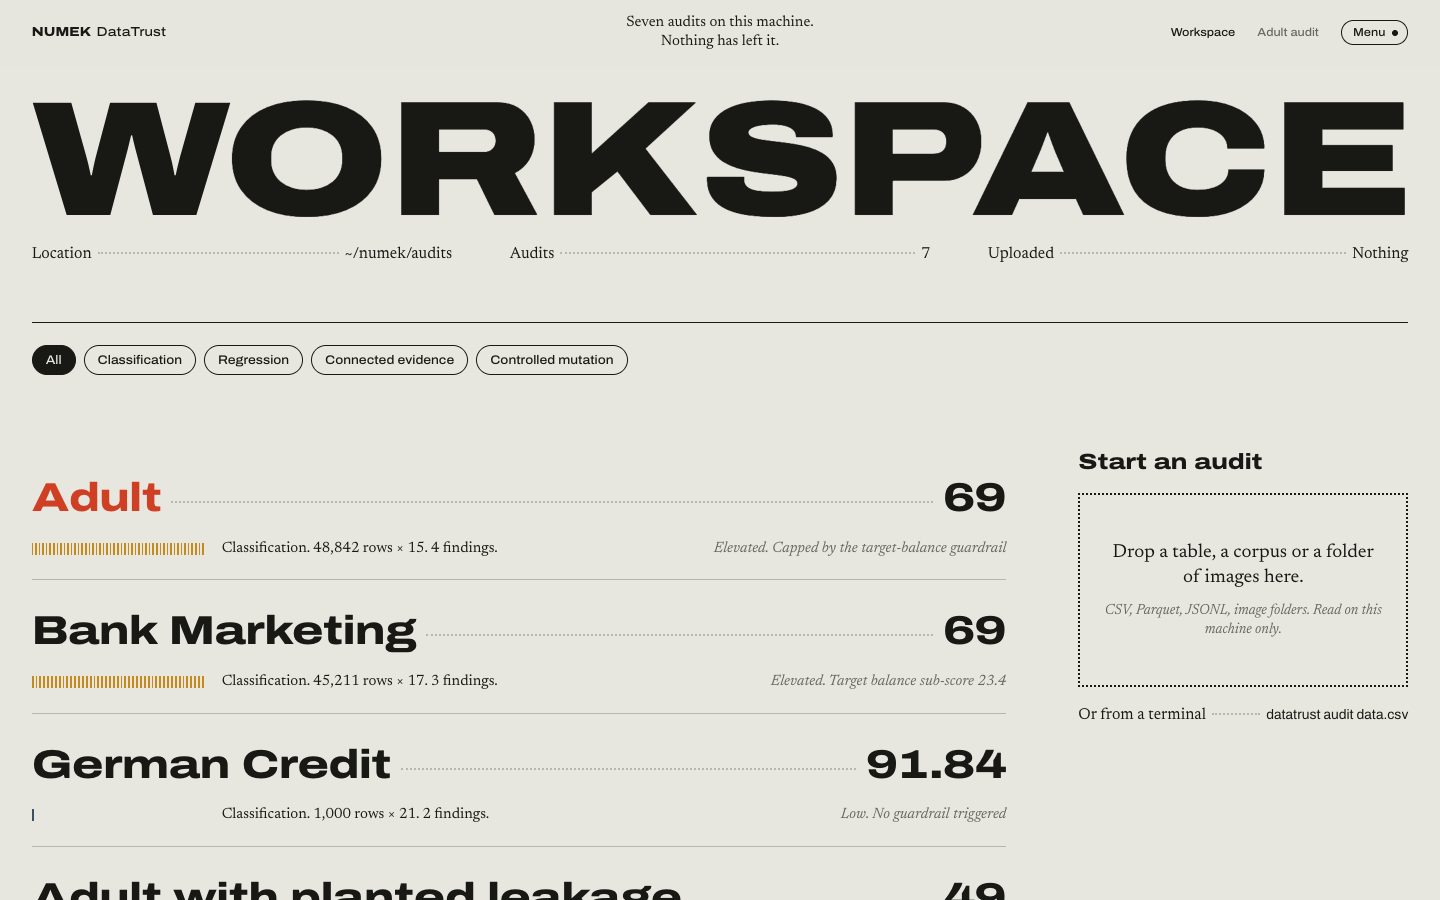 NUMEK DataTrust
Seven audits on this machine.
Nothing has left it.
Workspace
Adult audit
Menu
WORKSPACE
Location ~/numek/audits
Audits 7
Uploaded Nothing
All
Classification
Regression
Connected evidence
Controlled mutation
Adult 69
Classification. 48,842 rows × 15. 4 findings.
Elevated. Capped by the target-balance guardrail
Bank Marketing 69
Classification. 45,211 rows × 17. 3 findings.
Elevated. Target balance sub-score 23.4
German Credit 91.84
Classification. 1,000 rows × 21. 2 findings.
Low. No guardrail triggered
Adult with planted leakage 49
Start an audit
Drop a table, a corpus or a folder
of images here.
CSV, Parquet, JSONL, image folders. Read on this
machine only.
Or from a terminal datatrust audit data.csv